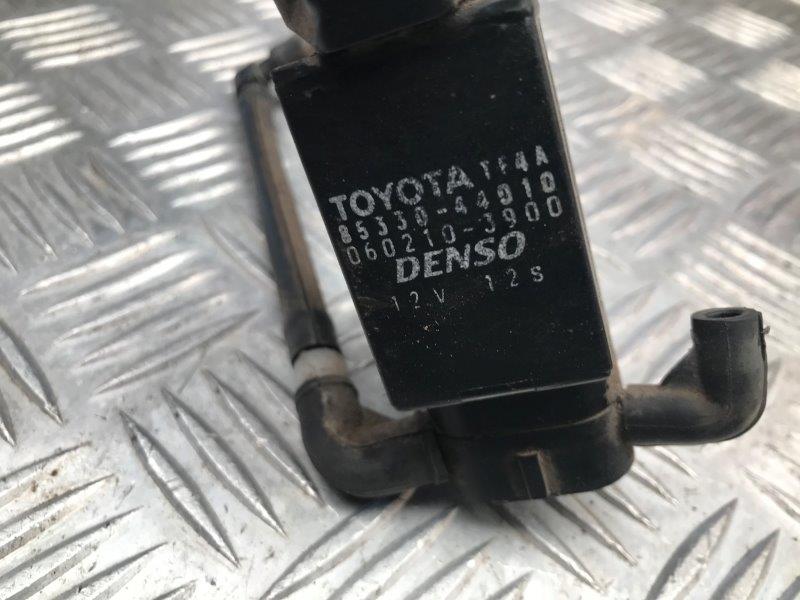 TOYOTA TF4A
85330-44010
060210-3900
DENSO
12V 12S